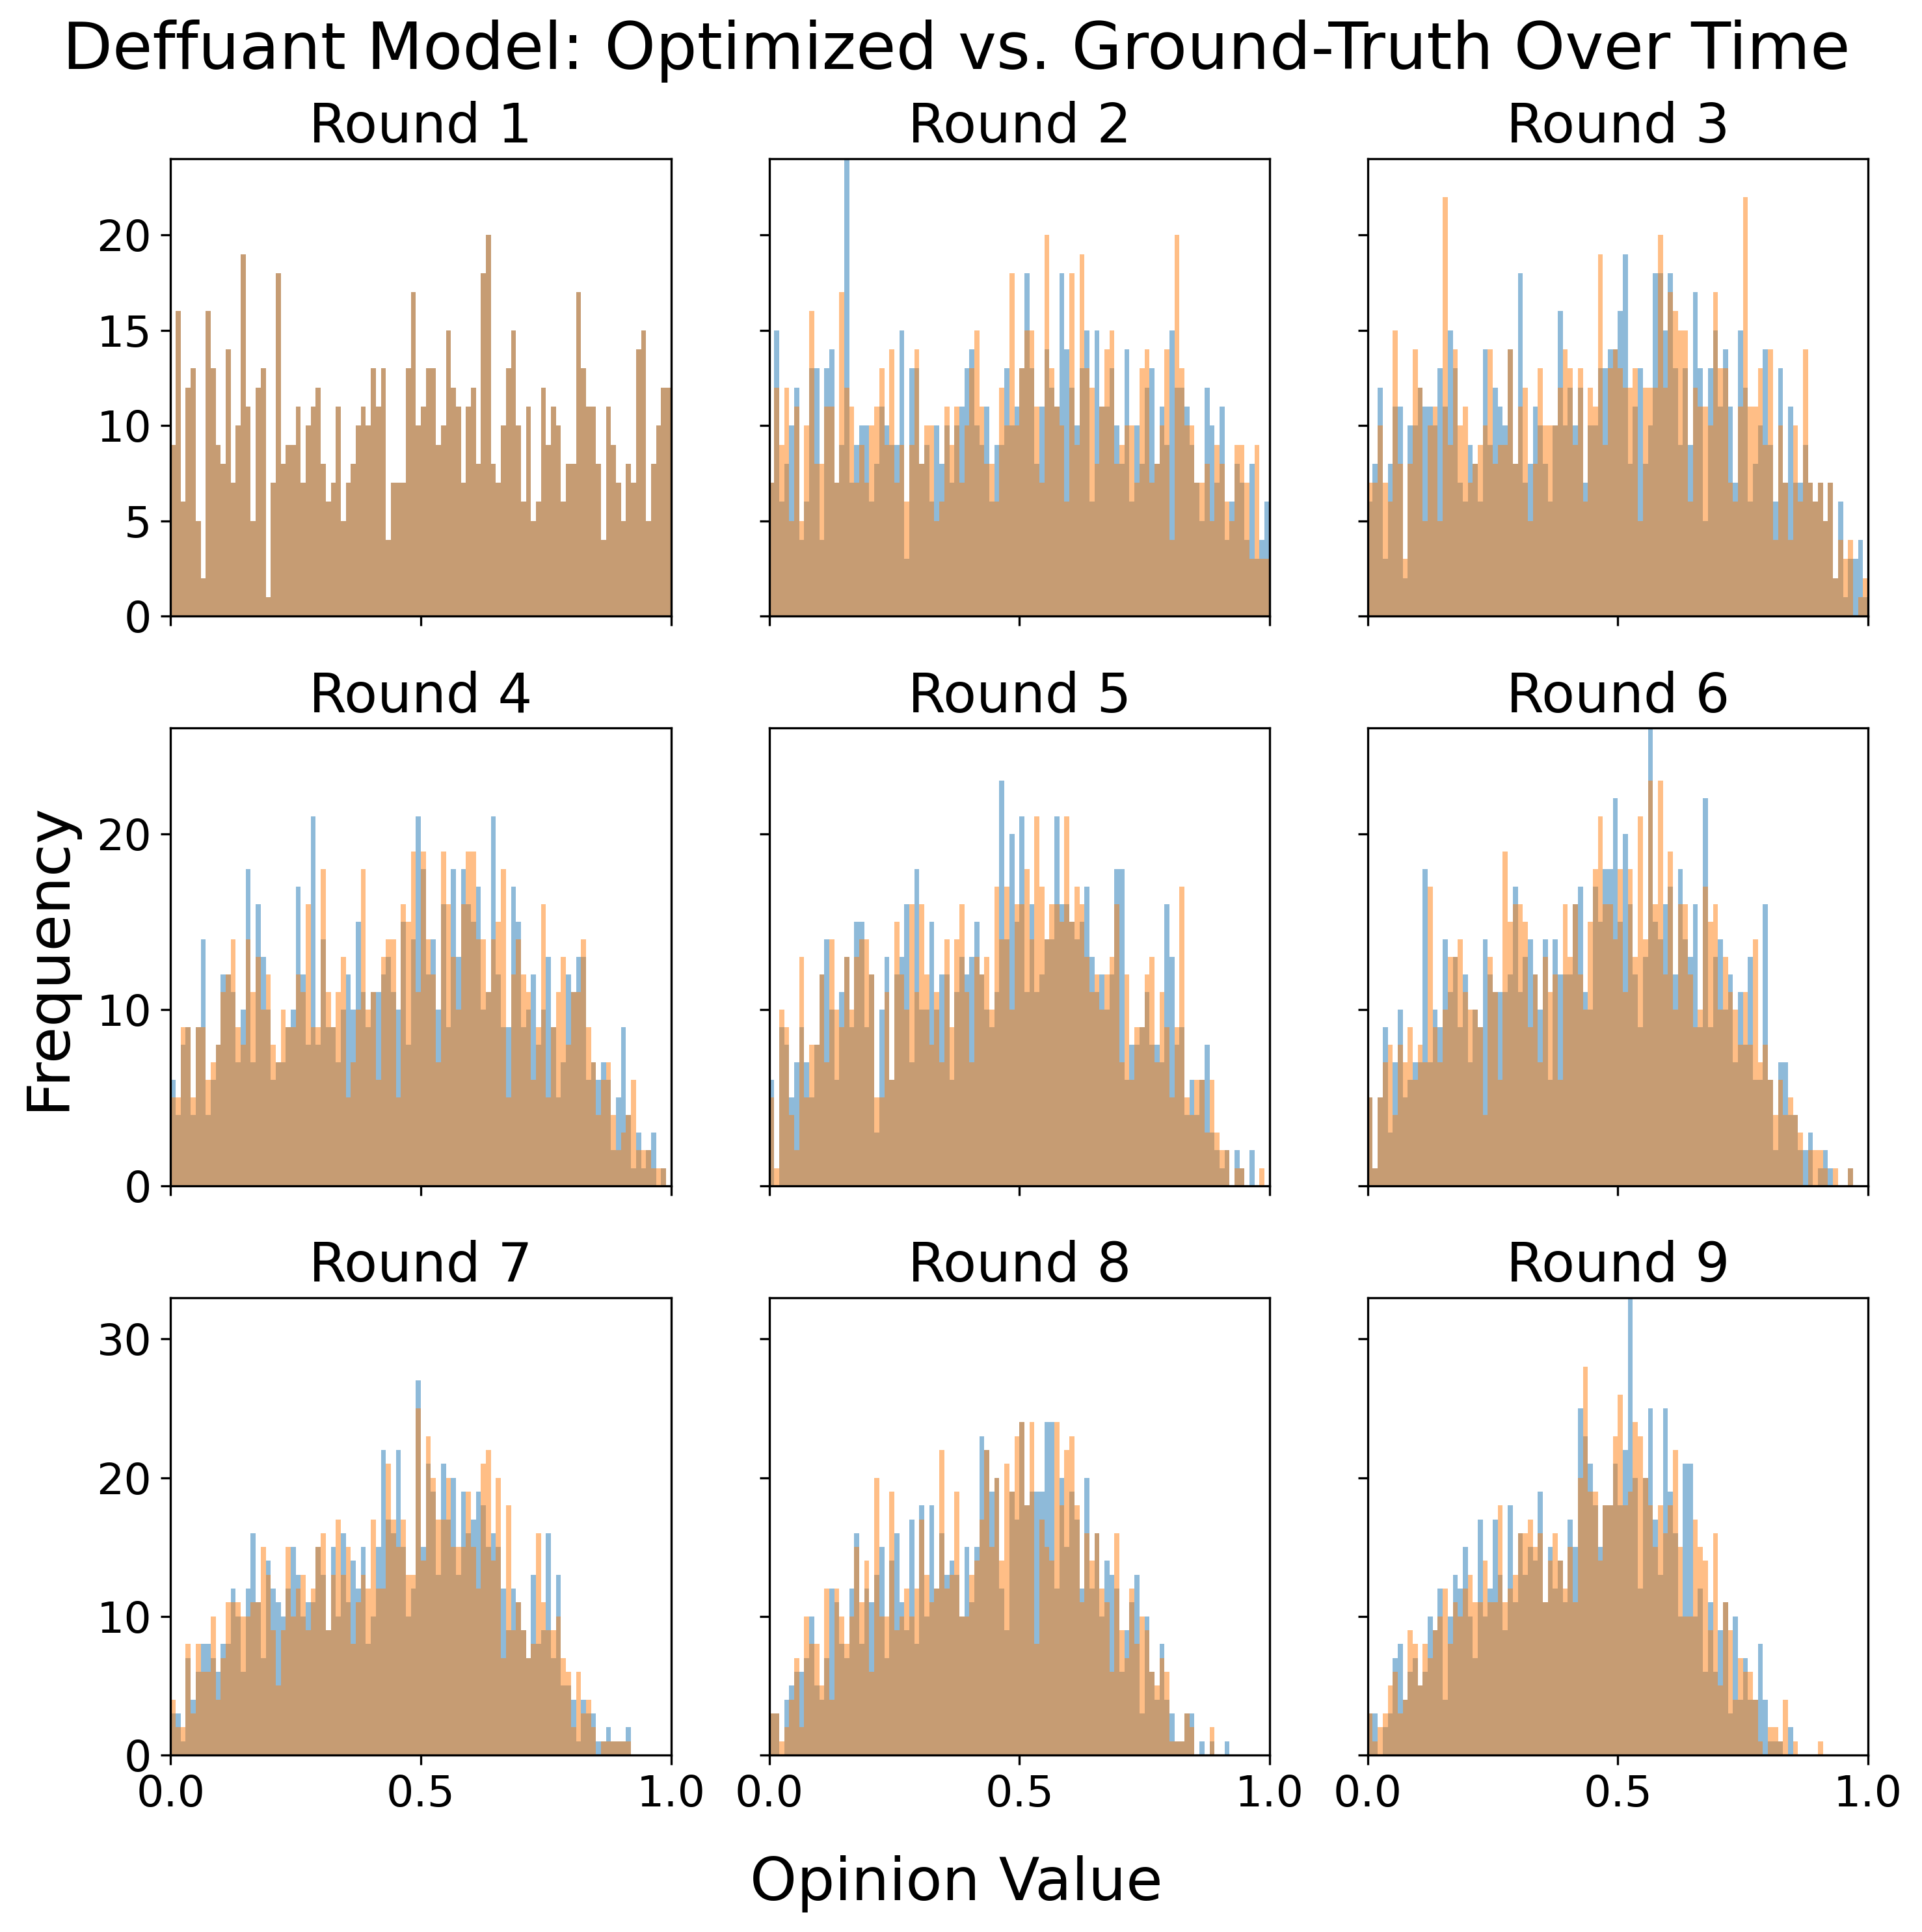 Deffuant Model: Optimized vs. Ground-Truth Over Time
Round 1
Round 2
Round 3
20
15
10
5
0
Round 4
Round 5
Round 6
Frequency
20
10
0
Round 7
Round 8
Round 9
30
20
10
0
0.0 0.5 1.0 0.0 0.5 1.0 0.0 0.5 1.0
Opinion Value